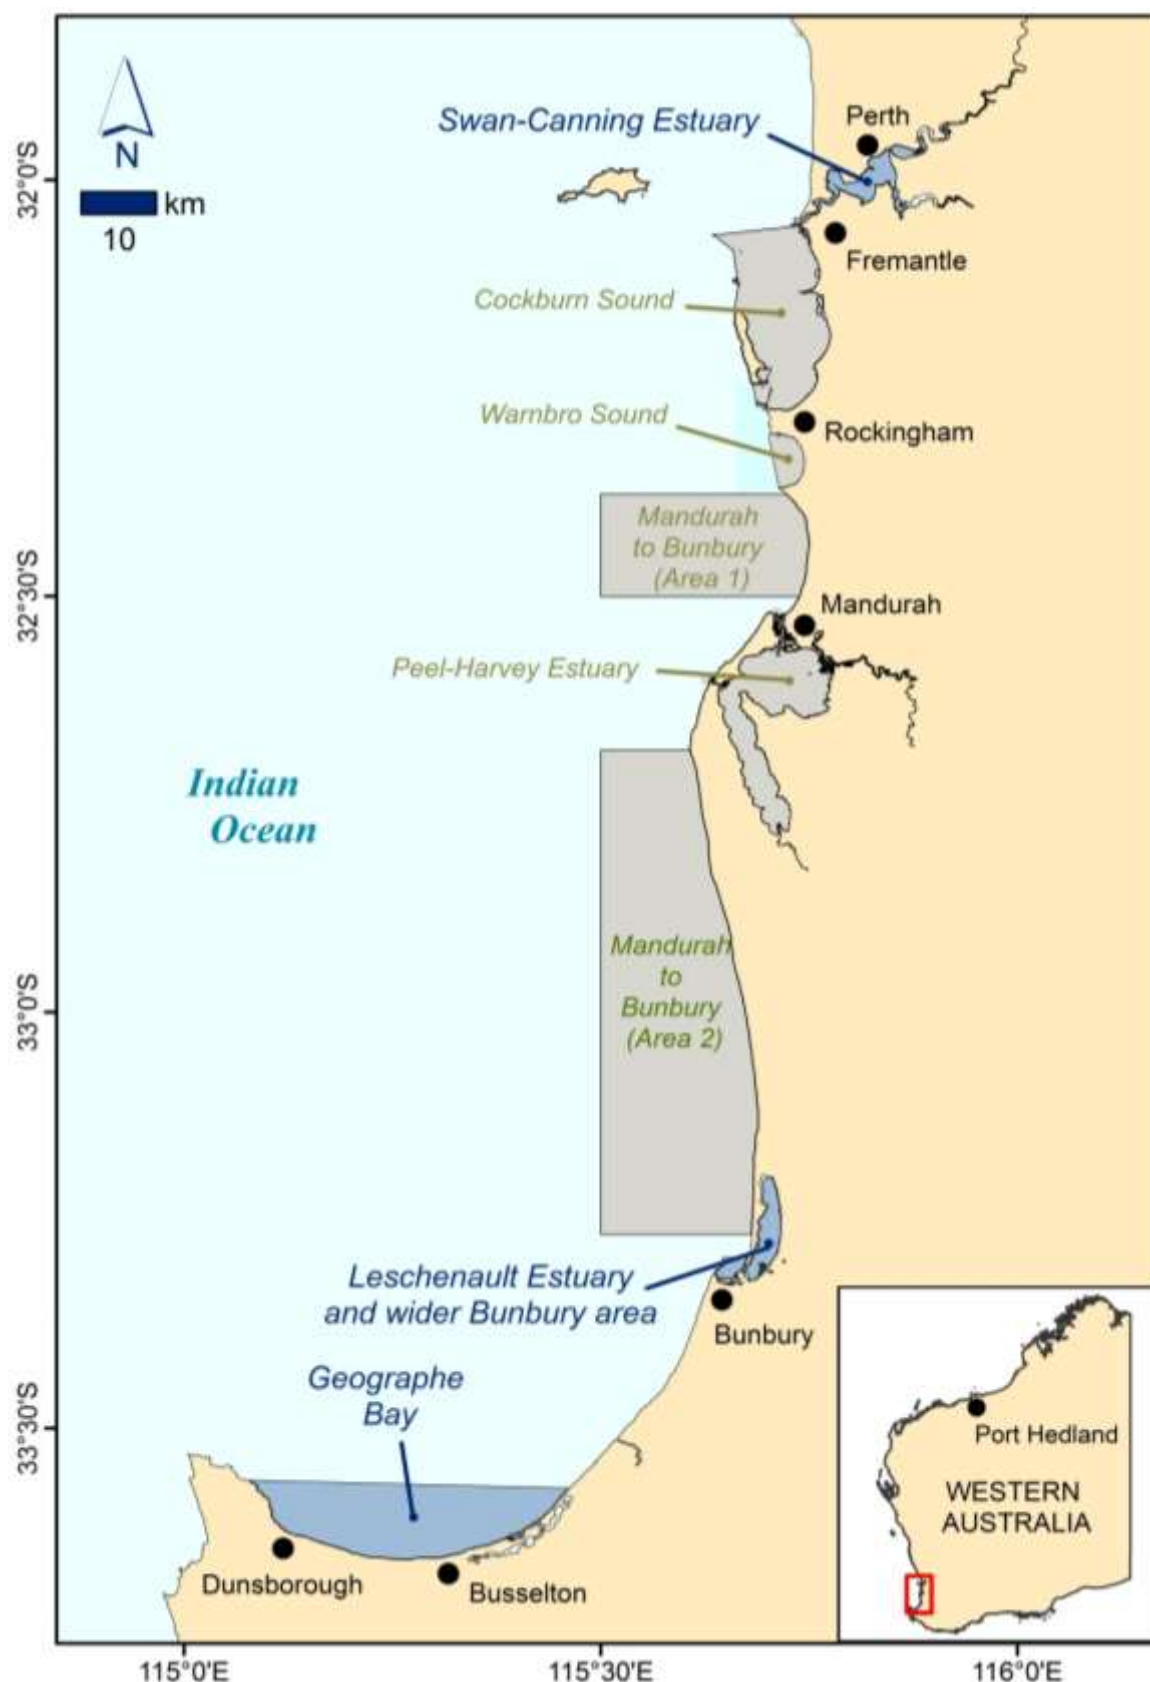 Perth
Swan-Canning Estuary
N
km
10
Fremantle
Cockburn Sound
Warnbro Sound
Rockingham
Mandurah
to Bunbury
(Area 1)
Mandurah
Peel-Harvey Estuary
Indian
Ocean
Mandurah
to
Bunbury
(Area 2)
Leschenault Estuary
and wider Bunbury area
Bunbury
Geographe
Bay
Dunsborough
Busselton
Port Hedland
WESTERN
AUSTRALIA
32°0'S
32°30'S
33°0'S
33°30'S
115°0'E
115°30'E
116°0'E